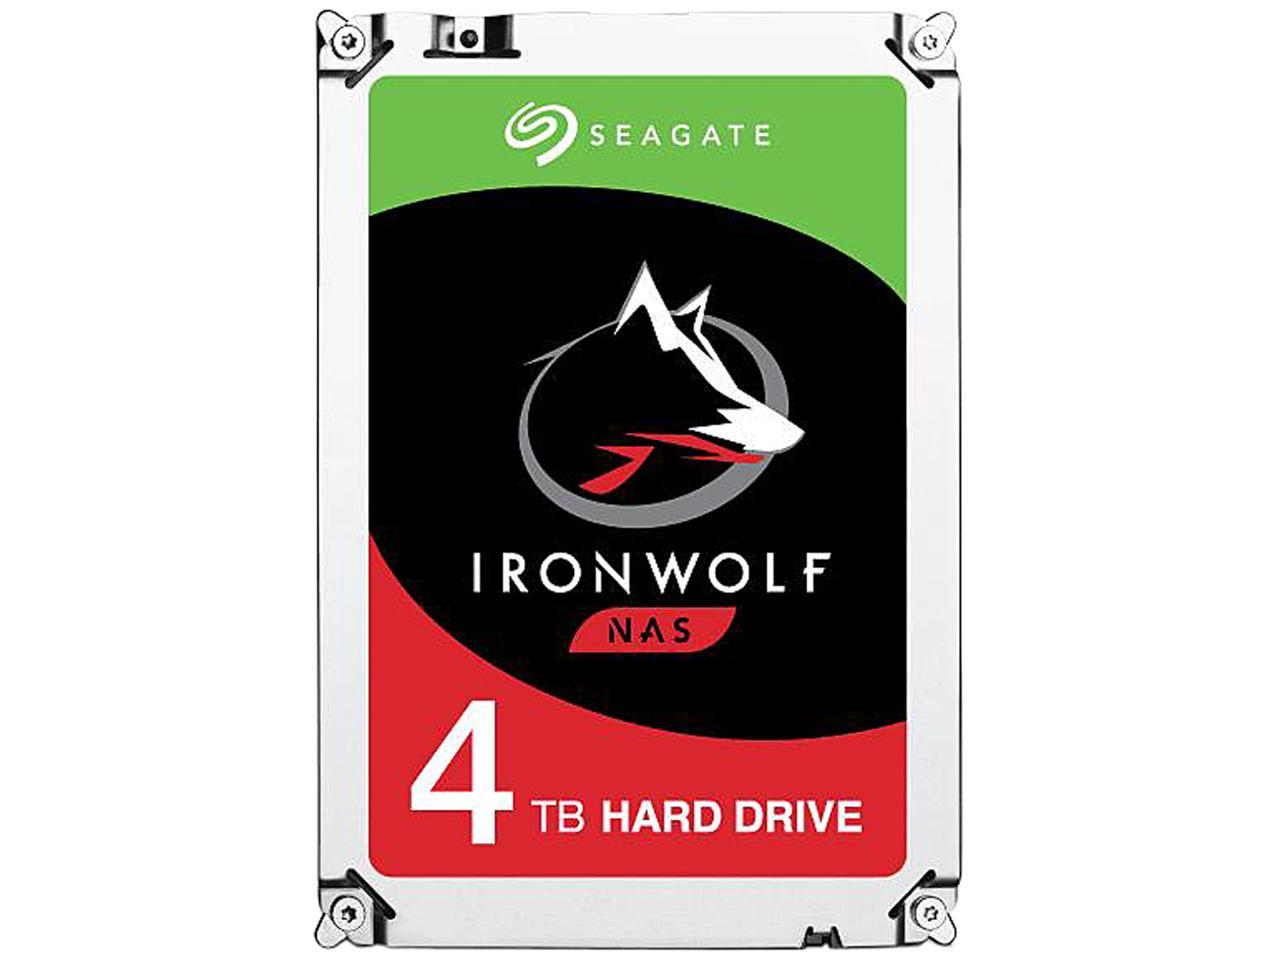 SEAGATE
IRONWOLF
NAS
4 TB HARD DRIVE